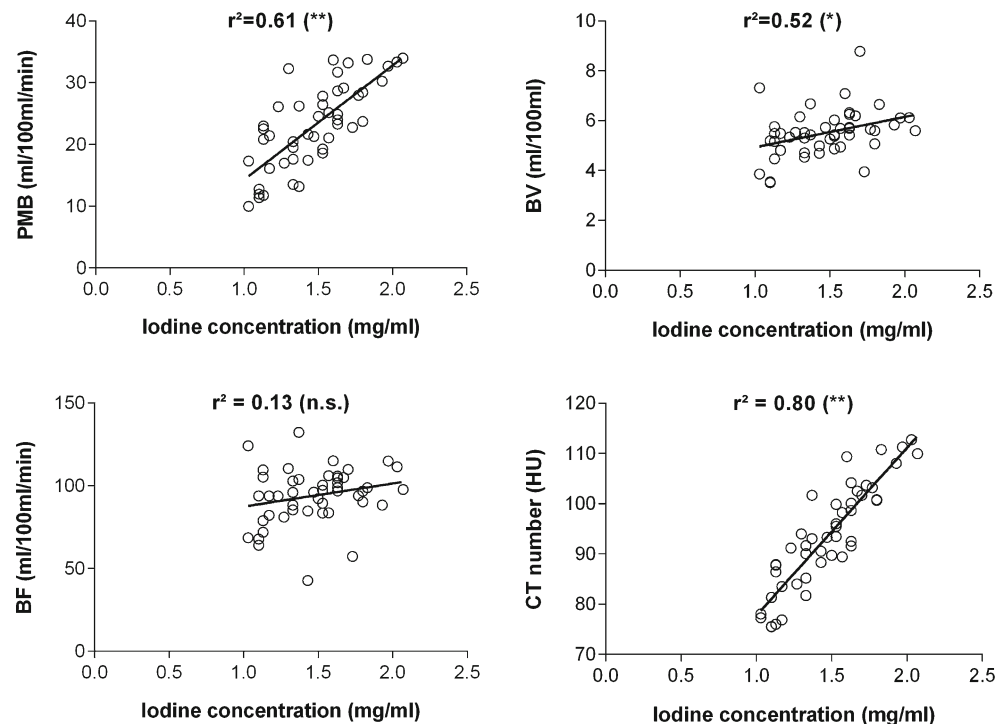 r²=0.61 (**)
PMB (ml/100ml/min)
40
30
20
10
0
0.0 0.5 1.0 1.5 2.0 2.5
Iodine concentration (mg/ml)
r²=0.52 (*)
BV (ml/100ml)
10
8
6
4
2
0
0.0 0.5 1.0 1.5 2.0 2.5
Iodine concentration (mg/ml)
r² = 0.13 (n.s.)
BF (ml/100ml/min)
150
100
50
0
0.0 0.5 1.0 1.5 2.0 2.5
Iodine concentration (mg/ml)
r² = 0.80 (**)
CT number (HU)
120
110
100
90
80
70
0.0 0.5 1.0 1.5 2.0 2.5
Iodine concentration (mg/ml)